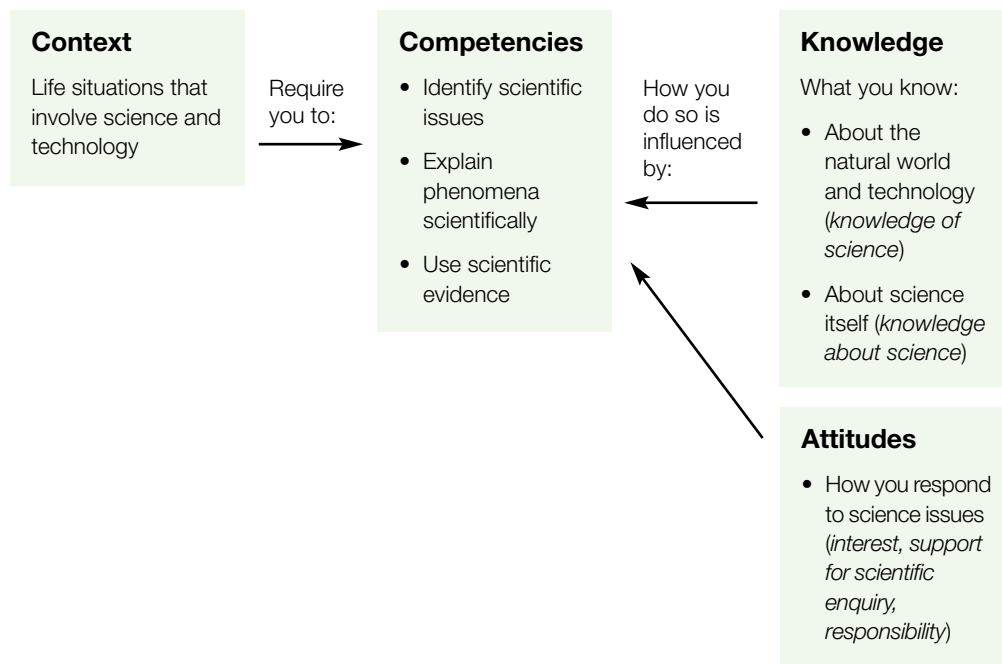 Context
Life situations that
involve science and
technology
Require
you to:
Competencies
• Identify scientific
issues
• Explain
phenomena
scientifically
• Use scientific
evidence
How you
do so is
influenced
by:
Knowledge
What you know:
• About the
natural world
and technology
(knowledge of
science)
• About science
itself (knowledge
about science)
Attitudes
• How you respond
to science issues
(interest, support
for scientific
enquiry,
responsibility)